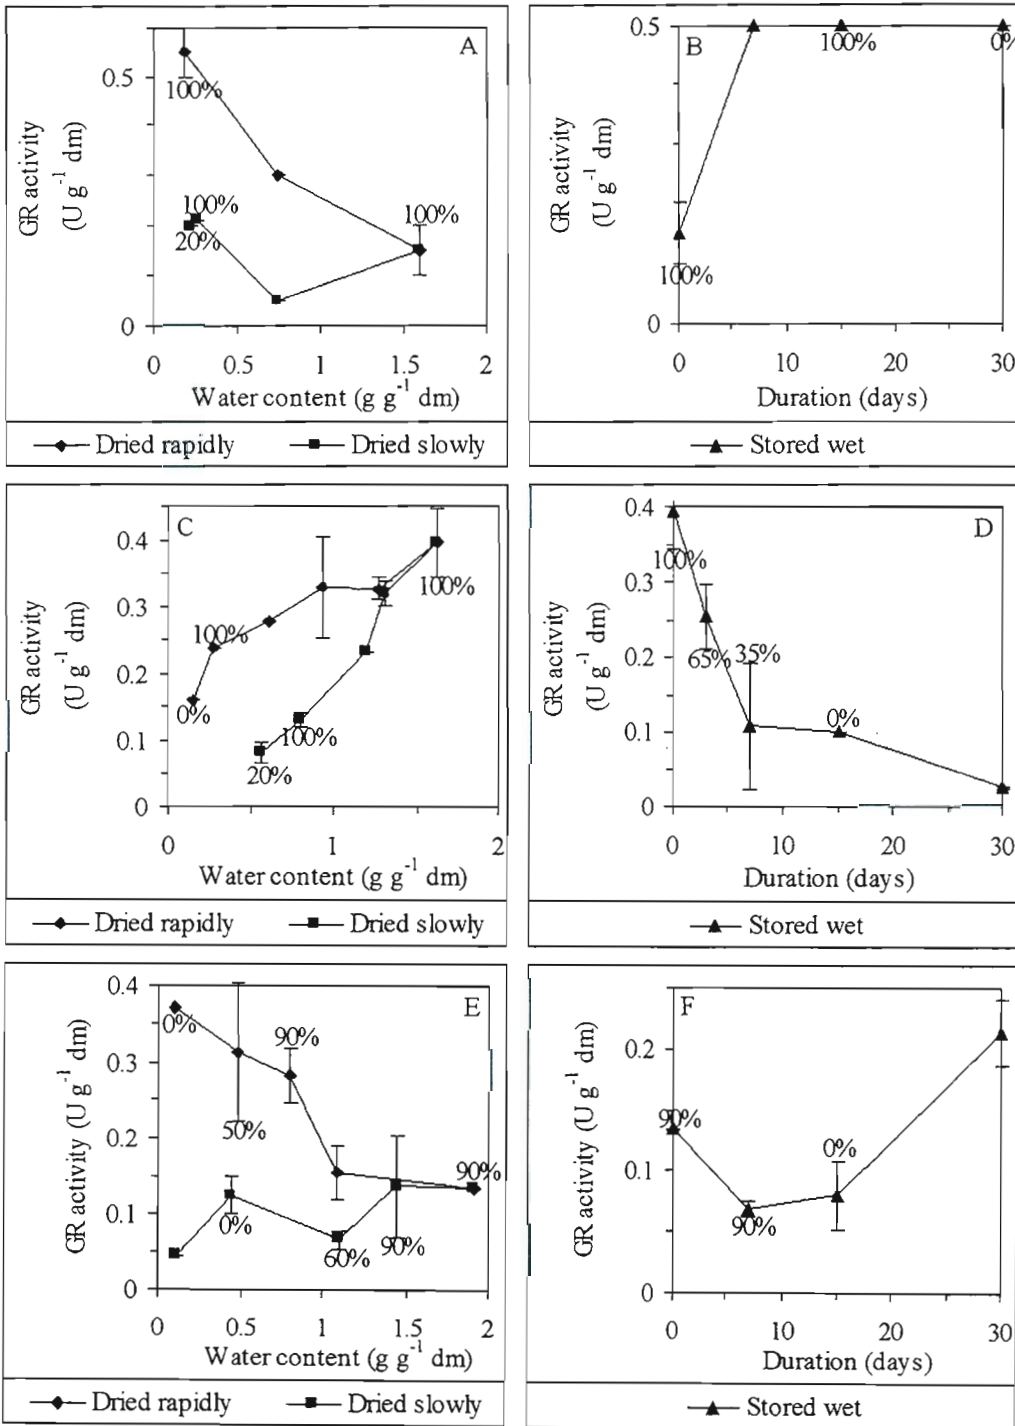 A
GR activity
(U g-1 dm)
0.5
0
100%
100%
20%
100%
0 0.5 1 1.5 2
Water content (g g-1 dm)
Dried rapidly Dried slowly
B
GR activity
(U g-1 dm)
0.5
0
100%
100%
0%
0 10 20 30
Duration (days)
Stored wet
C
GR activity
(U g-1 dm)
0.4
0.3
0.2
0.1
0
100%
0%
100%
100%
20%
0 1 2
Water content (g g-1 dm)
Dried rapidly Dried slowly
D
GR activity
(U g-1 dm)
0.4
0.3
0.2
0.1
0
100%
65% 35%
0%
0 10 20 30
Duration (days)
Stored wet
E
GR activity (U g-1 dm)
0.4
0.3
0.2
0.1
0
0%
90%
50%
90%
0%
60%
90%
0 0.5 1 1.5 2
Water content (g g-1 dm)
Dried rapidly Dried slowly
F
GR activity (U g-1 dm)
0.2
0.1
0
90%
0%
90%
0 10 20 30
Duration (days)
Stored wet